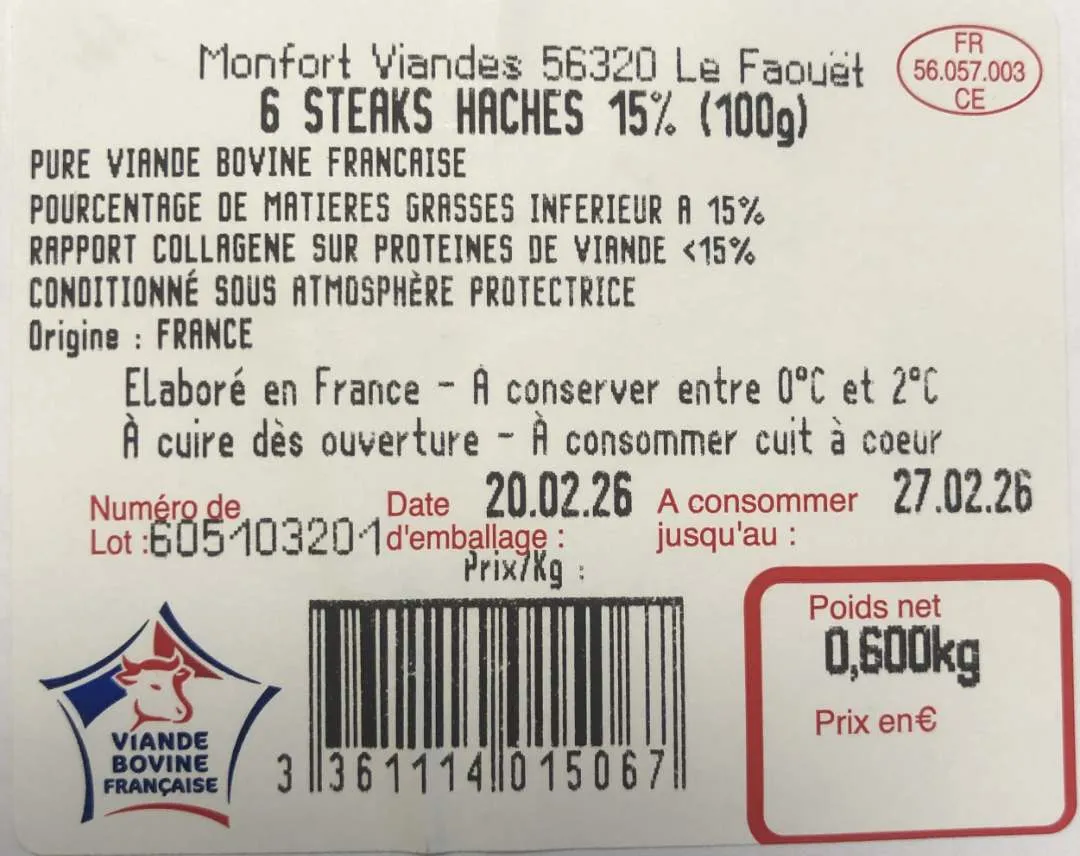 Monfort Viandes 56320 Le Faouët
FR
56.057.003
CE
6 STEAKS HACHES 15% (100g)
PURE VIANDE BOVINE FRANCAISE
POURCENTAGE DE MATIERES GRASSES INFERIEUR A 15%
RAPPORT COLLAGENE SUR PROTEINES DE VIANDE <15%
CONDITIONNÉ SOUS ATMOSPHÈRE PROTECTRICE
Origine : FRANCE
Elaboré en France - A conserver entre 0°C et 2°C
À cuire dès ouverture - À consommer cuit à coeur
Numéro de
Lot :605103201
Date 20.02.26
d'emballage :
A consommer 27.02.26
jusqu'au :
Prix/Kg :
Poids net
0,600kg
Prix en€
VIANDE
BOVINE
FRANÇAISE
3 361114 015067